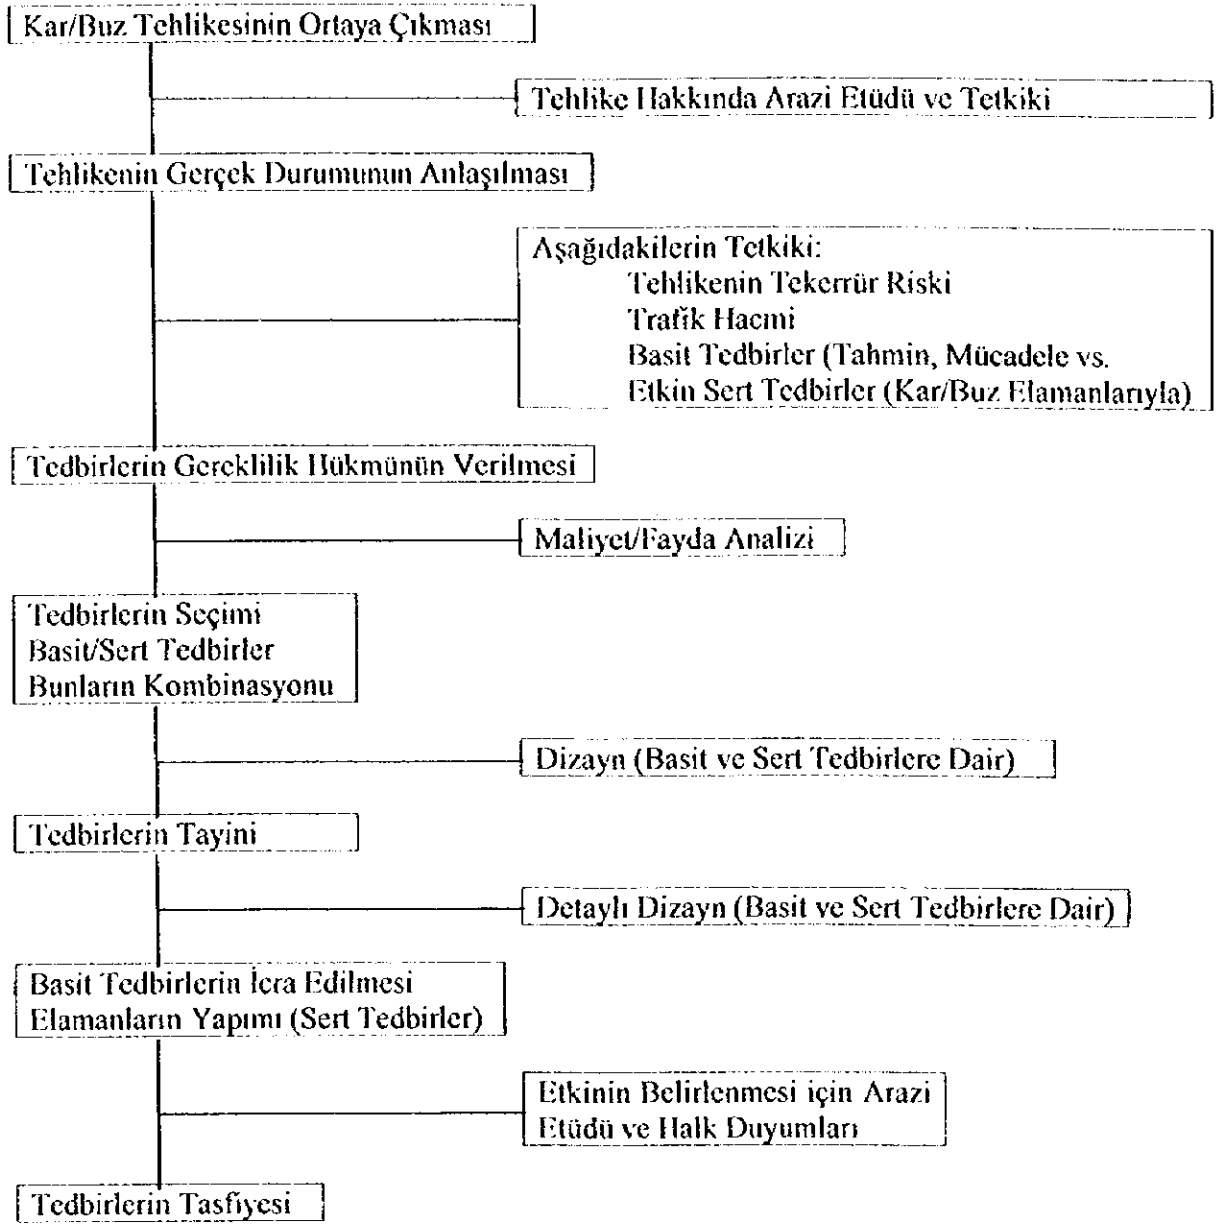 Kar/Buz Tehlikesinin Ortaya Çıkması
Tehlike Hakkında Arazi Etüdü ve Tetkiki
Tehlikenin Gerçek Durumunun Anlaşılması
Aşağıdakilerin Tetkiki:
Tehlikenin Tekerrür Riski
Trafik Hacmi
Basit Tedbirler (Tahmin, Mücadele vs.
Etkin Sert Tedbirler (Kar/Buz Elamanlarıyla)
Tedbirlerin Gereklilik Hükmünün Verilmesi
Maliyet/Fayda Analizi
Tedbirlerin Seçimi
Basit/Sert Tedbirler
Bunların Kombinasyonu
Dizayn (Basit ve Sert Tedbirlere Dair)
Tedbirlerin Tayini
Detaylı Dizayn (Basit ve Sert Tedbirlere Dair)
Basit Tedbirlerin İcra Edilmesi
Elamanların Yapımı (Sert Tedbirler)
Etkinin Belirlenmesi için Arazi
Etüdü ve Halk Duyumları
Tedbirlerin Tasfiyesi